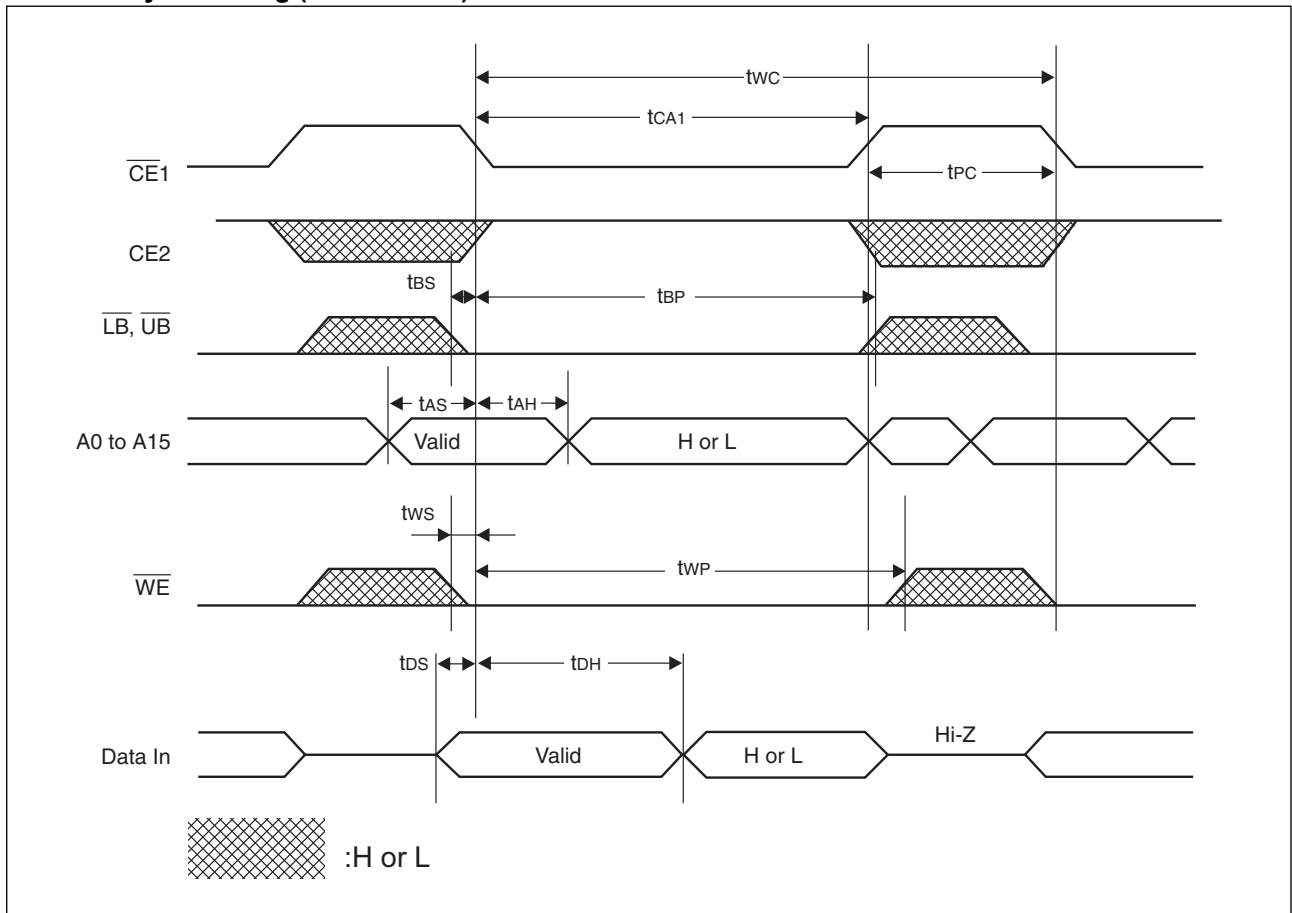 tWC
tCA1
CE1
tPC
CE2
tBS
tBP
LB, UB
tAS
tAH
A0 to A15
Valid
H or L
tWS
tWP
WE
tDS
tDH
Data In
Valid
H or L
Hi-Z
:H or L